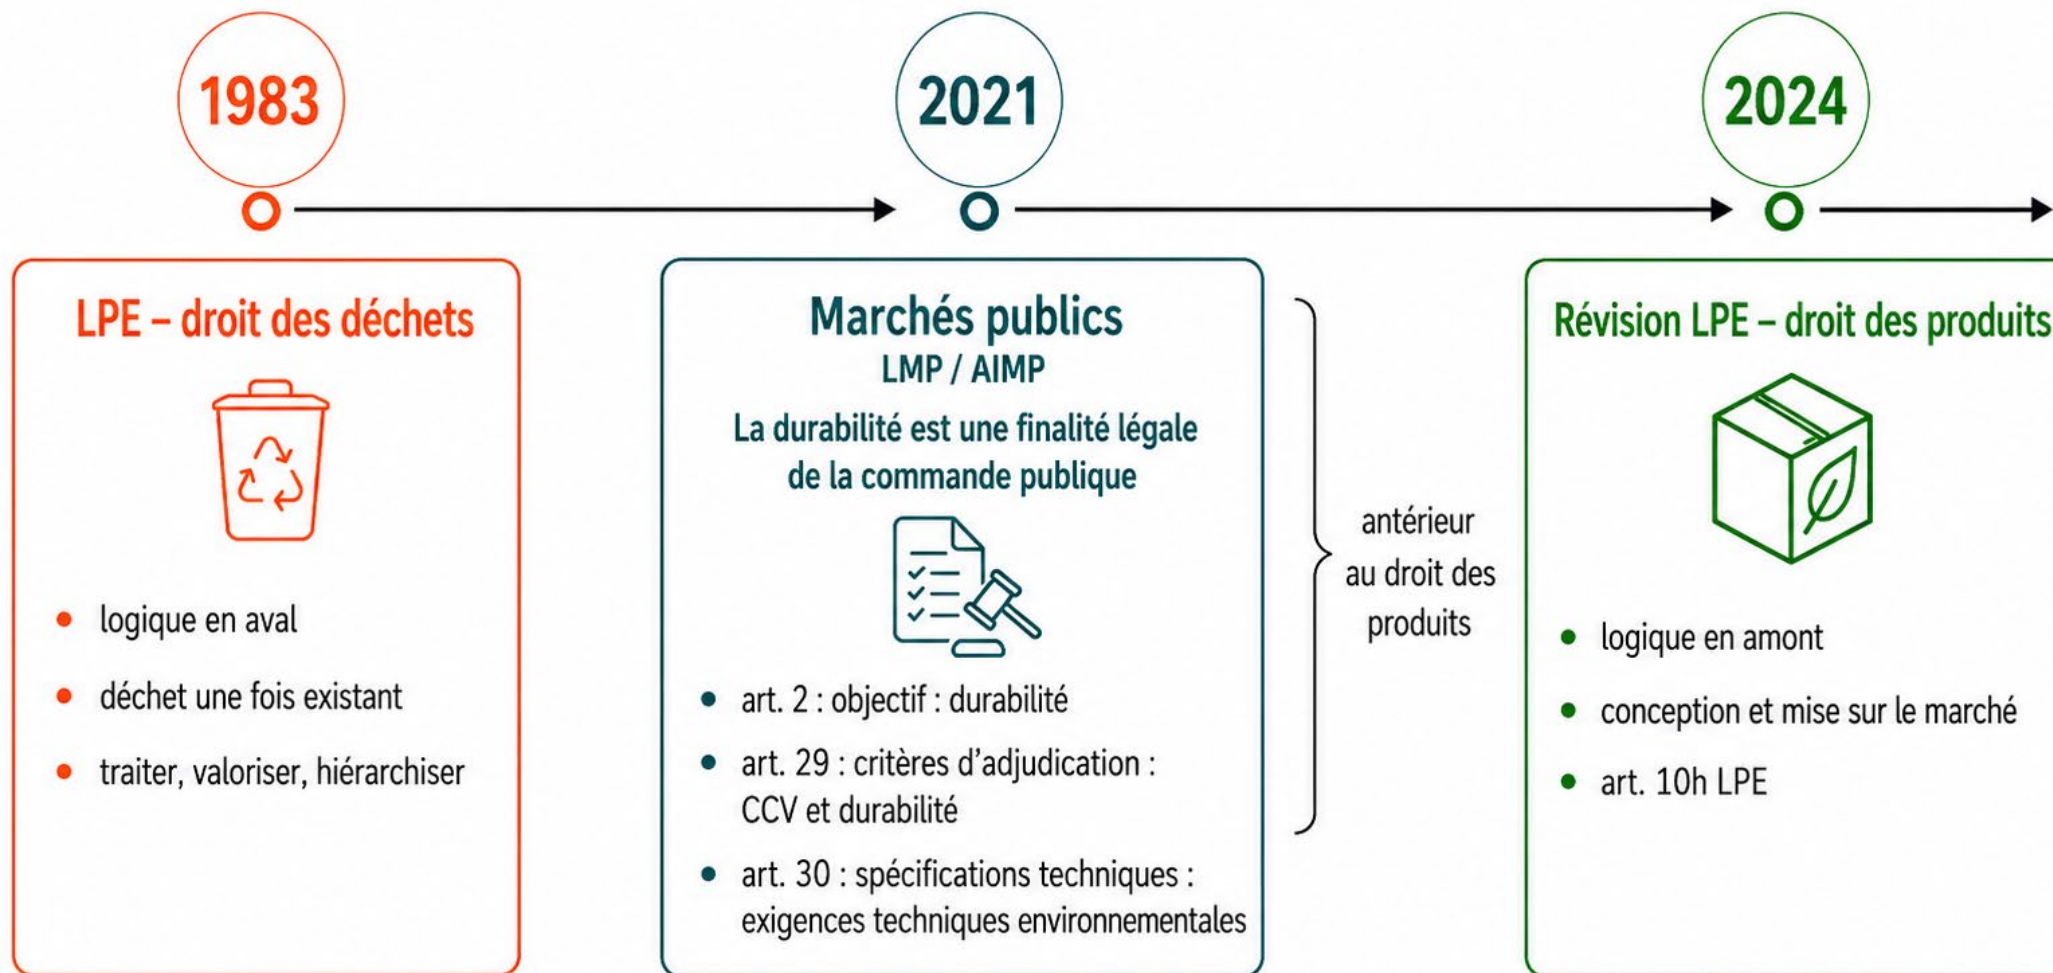 1983
2021
2024
LPE – droit des déchets
logique en aval
déchet une fois existant
traiter, valoriser, hiérarchiser
Marchés publics
LMP / AIMP
La durabilité est une finalité légale
de la commande publique
art. 2 : objectif : durabilité
art. 29 : critères d’adjudication :
CCV et durabilité
art. 30 : spécifications techniques :
exigences techniques environnementales
antérieur
au droit des
produits
Révision LPE – droit des produits
logique en amont
conception et mise sur le marché
art. 10h LPE